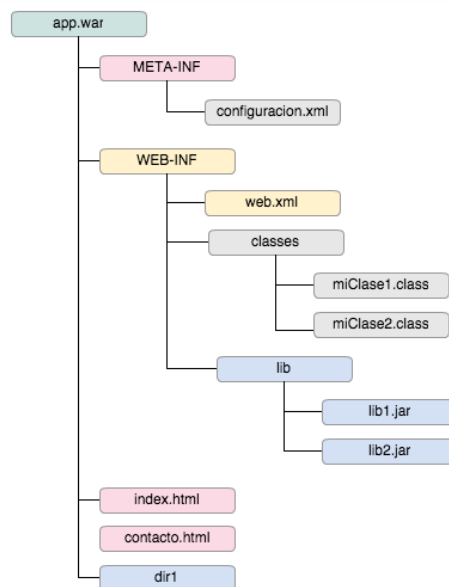 app.war
META-INF
configuracion.xml
WEB-INF
web.xml
classes
miClase1.class
miClase2.class
lib
lib1.jar
lib2.jar
index.html
contacto.html
dir1